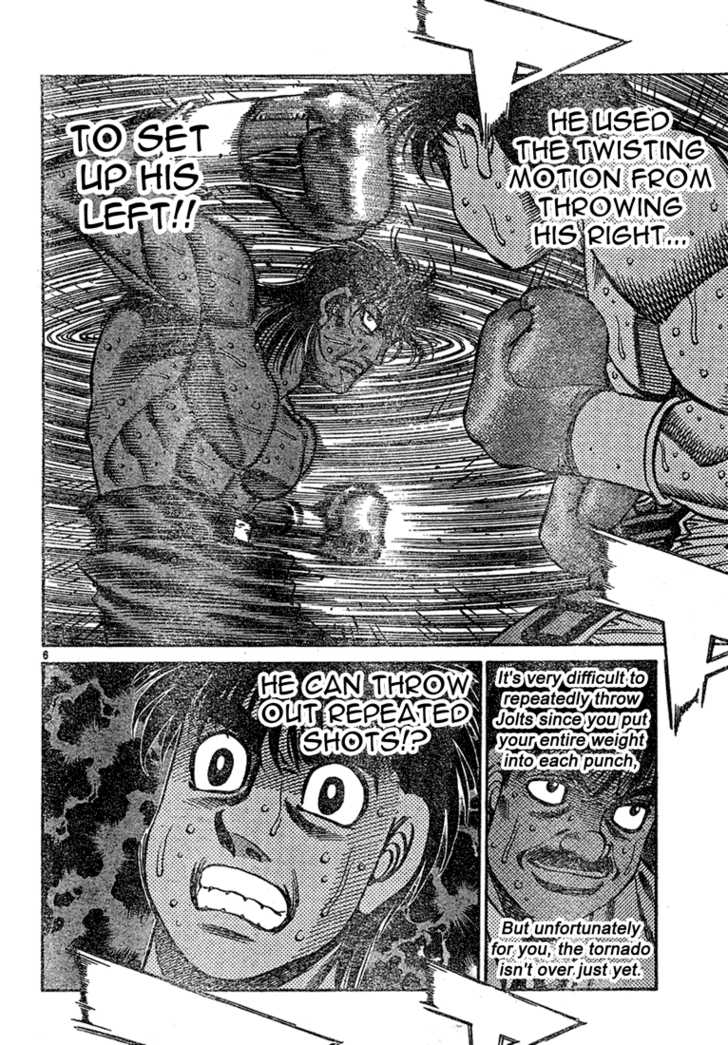 HE USED
THE TWISTING
MOTION FROM
THROWING
HIS RIGHT...
TO SET
UP HIS
LEFT!!
6
HE CAN THROW
OUT REPEATED
SHOTS!?
It's very difficult to
repeatedly throw
Jolts since you put
your entire weight
into each punch,
But unfortunately
for you, the tornado
isn't over just yet.